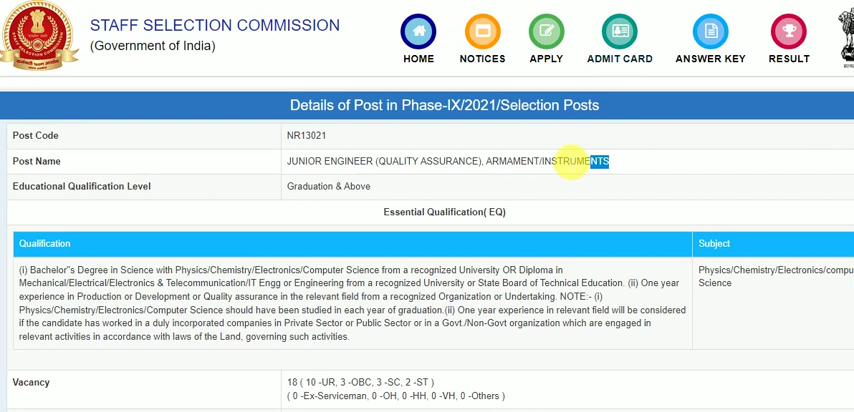 STAFF SELECTION COMMISSION
(Government of India)
HOME
NOTICES
APPLY
ADMIT CARD
ANSWER KEY
RESULT
Details of Post in Phase-IX/2021/Selection Posts
Post Code
NR13021
Post Name
JUNIOR ENGINEER (QUALITY ASSURANCE), ARMAMENT/INSTRUMENTS
Educational Qualification Level
Graduation & Above
Essential Qualification( EQ)
Qualification
Subject
(i) Bachelor"s Degree in Science with Physics/Chemistry/Electronics/Computer Science from a recognized University OR Diploma in
Mechanical/Electrical/Electronics & Telecommunication/IT Engg or Engineering from a recognized University or State Board of Technical Education. (ii) One year
experience in Production or Development or Quality assurance in the relevant field from a recognized Organization or Undertaking. NOTE:- (i)
Physics/Chemistry/Electronics/Computer Science should have been studied in each year of graduation.(ii) One year experience in relevant field will be considered
if the candidate has worked in a duly incorporated companies in Private Sector or Public Sector or in a Govt./Non-Govt organization which are engaged in
relevant activities in accordance with laws of the Land, governing such activities.
Physics/Chemistry/Electronics/compu
Science
Vacancy
18 ( 10 -UR, 3 -OBC, 3 -SC, 2 -ST )
( 0 -Ex-Serviceman, 0 -OH, 0 -HH, 0 -VH, 0 -Others )